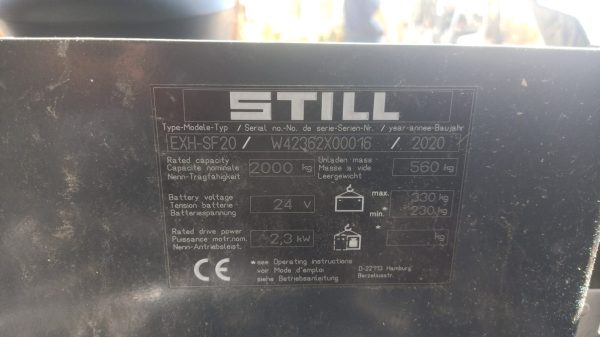 STILL
Type-Modele-Typ / Serial no.-No. de serie-Serien-Nr. / year-annee-Baujahr
EXH-SF20 / W42362X00016 / 2020
Rated capacity
Capacite nominale 2000 kg
Nenn-Tragfähigkeit
Unladen mass
Masse a vide 560 kg
Leergewicht
Battery voltage
Tension batterie 24 V
Batteriespannung
max. 330 kg
min.* 230 kg
Rated drive power
Puissance motr.nom. 2,3 kW
Nenn-Antriebsleist.
* kg
CE
* see Operating instructions
voir Mode d'emploi
siehe Betriebsanleitung
D-22113 Hamburg
Berzeliusstr.